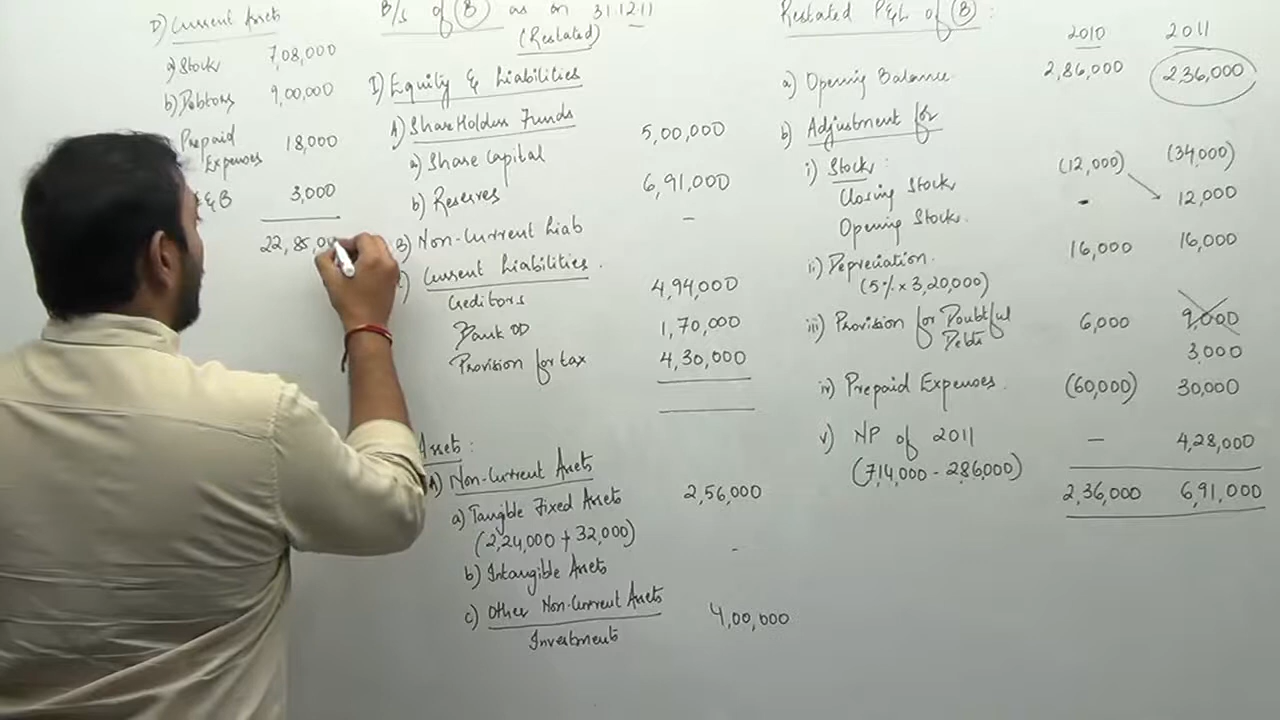 D) Current Assets
a) Stock 7,08,000
b) Debtors 9,00,000
Prepaid
Expenses 18,000
& B 3,000
22,85,0
B/S of (B) as on 31.12.11
(Restated)
I) Equity & Liabilities
A) Share Holders Funds
a) Share Capital 5,00,000
b) Reserves 6,91,000
B) Non-Current Liab -
Current Liabilities.
Creditors 4,94,000
Bank OD 1,70,000
Provision for tax 4,30,000
Assets:
A) Non-Current Assets
a) Tangible Fixed Assets 2,56,000
(2,24,000 + 32,000)
b) Intangible Assets -
c) Other Non-Current Assets
Investments 4,00,000
Restated P&L of (B):
2010 2011
a) Opening Balance. 2,86,000 2,36,000
b) Adjustment for
i) Stock:
Closing Stock (12,000) (34,000)
Opening Stock. - 12,000
ii) Depreciation. 16,000 16,000
(5% x 3,20,000)
iii) Provision for Doubtful
Debts 6,000 9,000
3,000
iv) Prepaid Expenses. (60,000) 30,000
v) NP of 2011 - 4,28,000
(7,14,000 - 2,86,000)
2,36,000 6,91,000